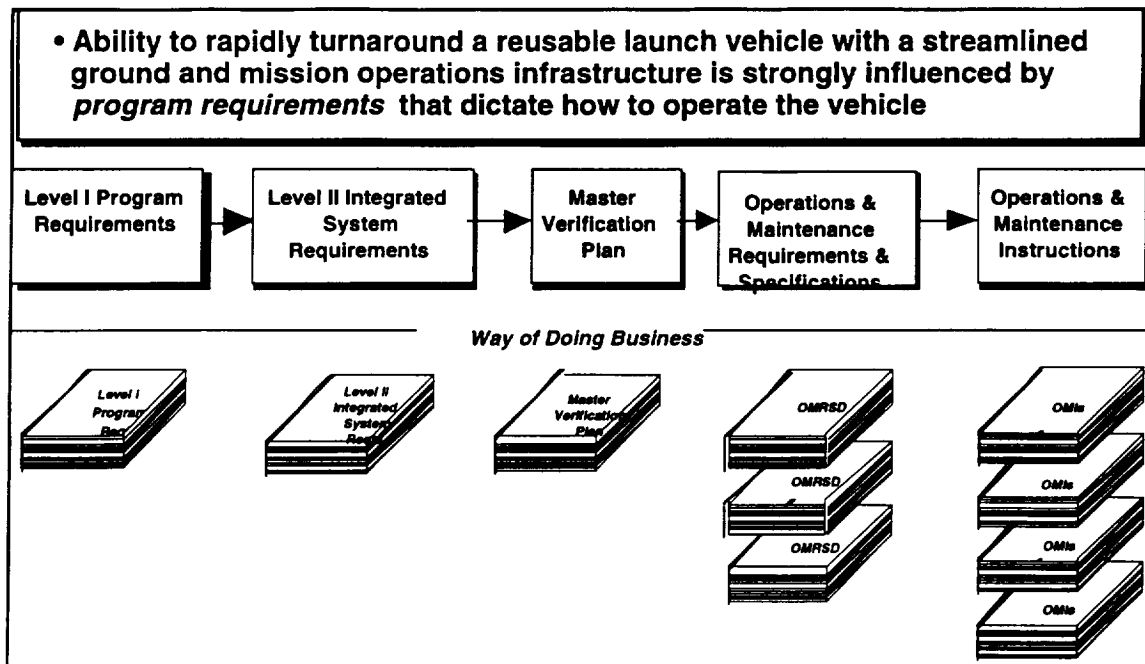 • Ability to rapidly turnaround a reusable launch vehicle with a streamlined
ground and mission operations infrastructure is strongly influenced by
program requirements that dictate how to operate the vehicle
Level I Program
Requirements
Level II Integrated
System
Requirements
Master
Verification
Plan
Operations &
Maintenance
Requirements &
Specifications
Operations &
Maintenance
Instructions
Way of Doing Business
Level I
Program
Level II
Integrated
System
Master
Verification
Plan
OMRSD
OMRSD
OMRSD
OMIs
OMIs
OMIs
OMIs